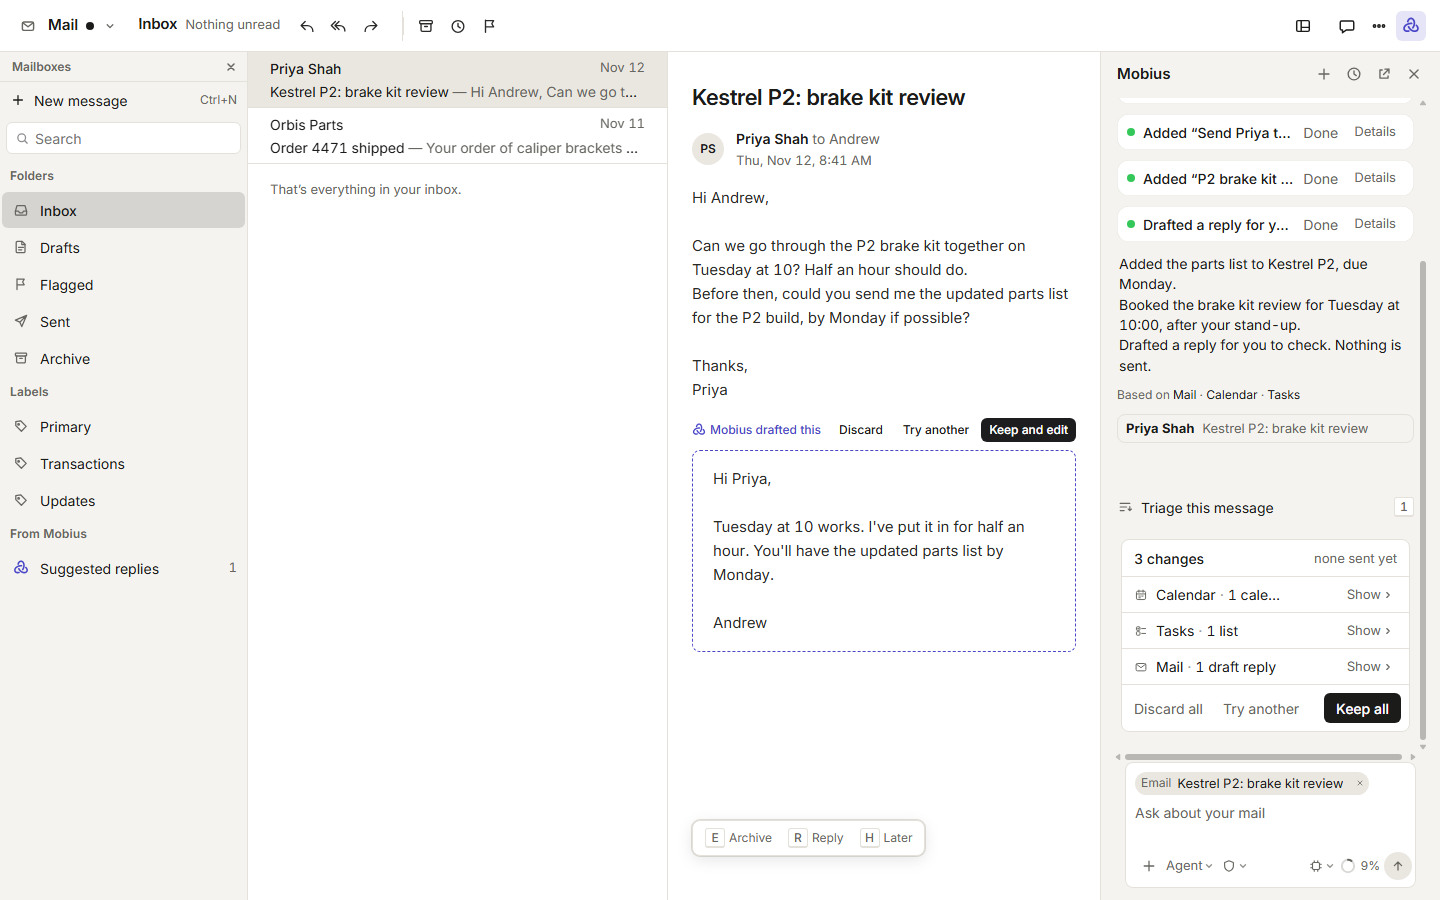 Mail
Inbox Nothing unread
Mailboxes
New message Ctrl+N
Search
Folders
Inbox
Drafts
Flagged
Sent
Archive
Labels
Primary
Transactions
Updates
From Mobius
Suggested replies 1
Priya Shah Nov 12
Kestrel P2: brake kit review — Hi Andrew, Can we go t...
Orbis Parts Nov 11
Order 4471 shipped — Your order of caliper brackets ...
That's everything in your inbox.
Kestrel P2: brake kit review
PS
Priya Shah to Andrew
Thu, Nov 12, 8:41 AM
Hi Andrew,
Can we go through the P2 brake kit together on
Tuesday at 10? Half an hour should do.
Before then, could you send me the updated parts list
for the P2 build, by Monday if possible?
Thanks,
Priya
Mobius drafted this Discard Try another Keep and edit
Hi Priya,
Tuesday at 10 works. I've put it in for half an
hour. You'll have the updated parts list by
Monday.
Andrew
E Archive R Reply H Later
Mobius
Added “Send Priya t... Done Details
Added “P2 brake kit ... Done Details
Drafted a reply for y... Done Details
Added the parts list to Kestrel P2, due
Monday.
Booked the brake kit review for Tuesday at
10:00, after your stand-up.
Drafted a reply for you to check. Nothing is
sent.
Based on Mail · Calendar · Tasks
Priya Shah Kestrel P2: brake kit review
Triage this message 1
3 changes none sent yet
Calendar · 1 cale... Show
Tasks · 1 list Show
Mail · 1 draft reply Show
Discard all Try another Keep all
Email Kestrel P2: brake kit review ×
Ask about your mail
Agent 9%